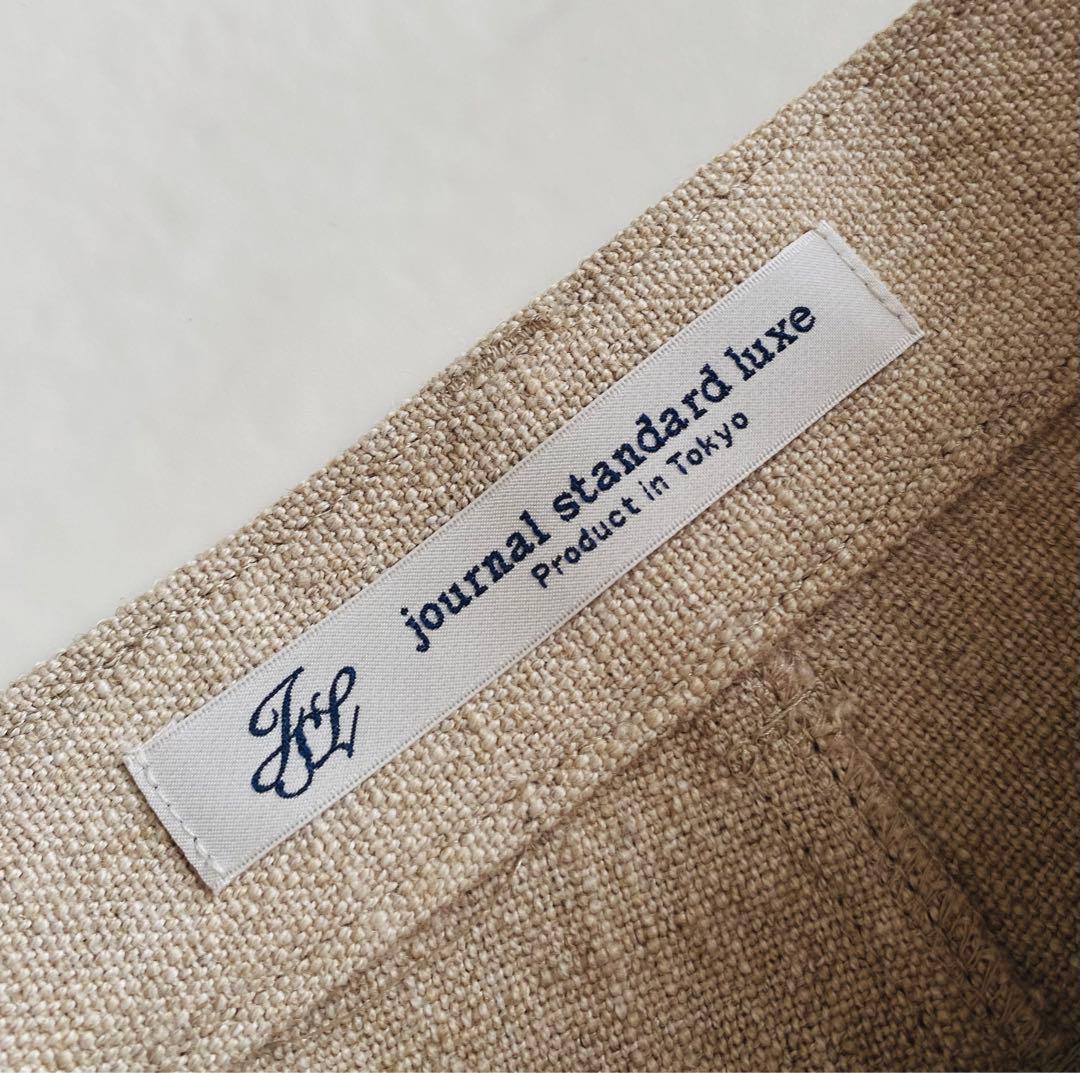 JSL
journal standard luxe
Product in Tokyo